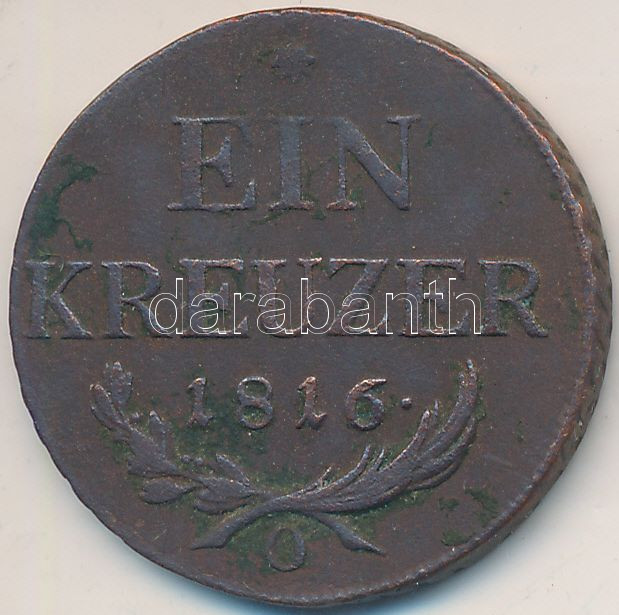 EIN
KREUZER
darabanth
1816.
O